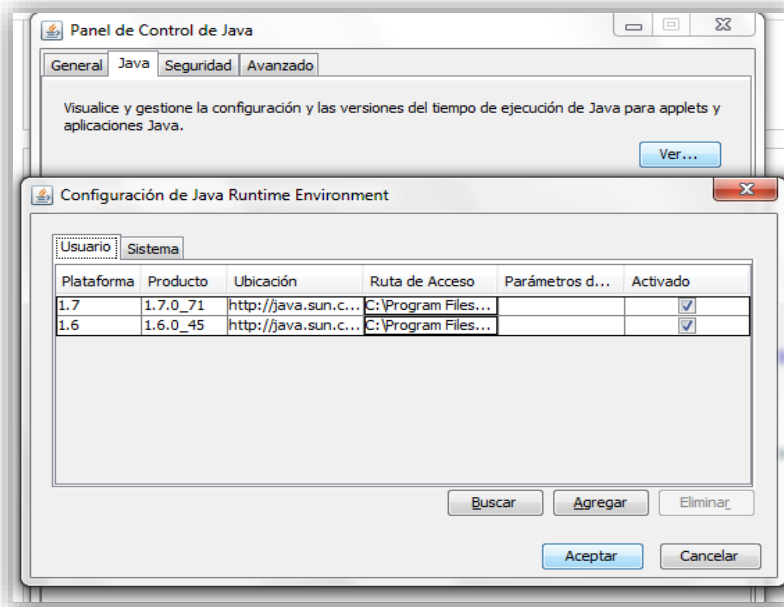 Panel de Control de Java
General Java Seguridad Avanzado
Visualice y gestione la configuración y las versiones del tiempo de ejecución de Java para applets y
aplicaciones Java.
Ver...
Configuración de Java Runtime Environment
Usuario Sistema
Plataforma Producto Ubicación Ruta de Acceso Parámetros d... Activado
1.7 1.7.0_71 http://java.sun.c... C:\Program Files...
1.6 1.6.0_45 http://java.sun.c... C:\Program Files...
Buscar Agregar Eliminar
Aceptar Cancelar